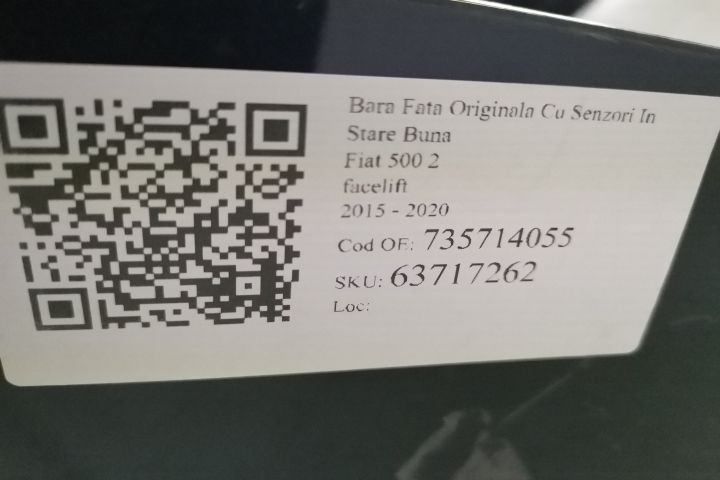 Bara Fata Originala Cu Senzori In
Stare Buna
Fiat 500 2
facelift
2015 - 2020
Cod OE: 735714055
SKU: 63717262
Loc: